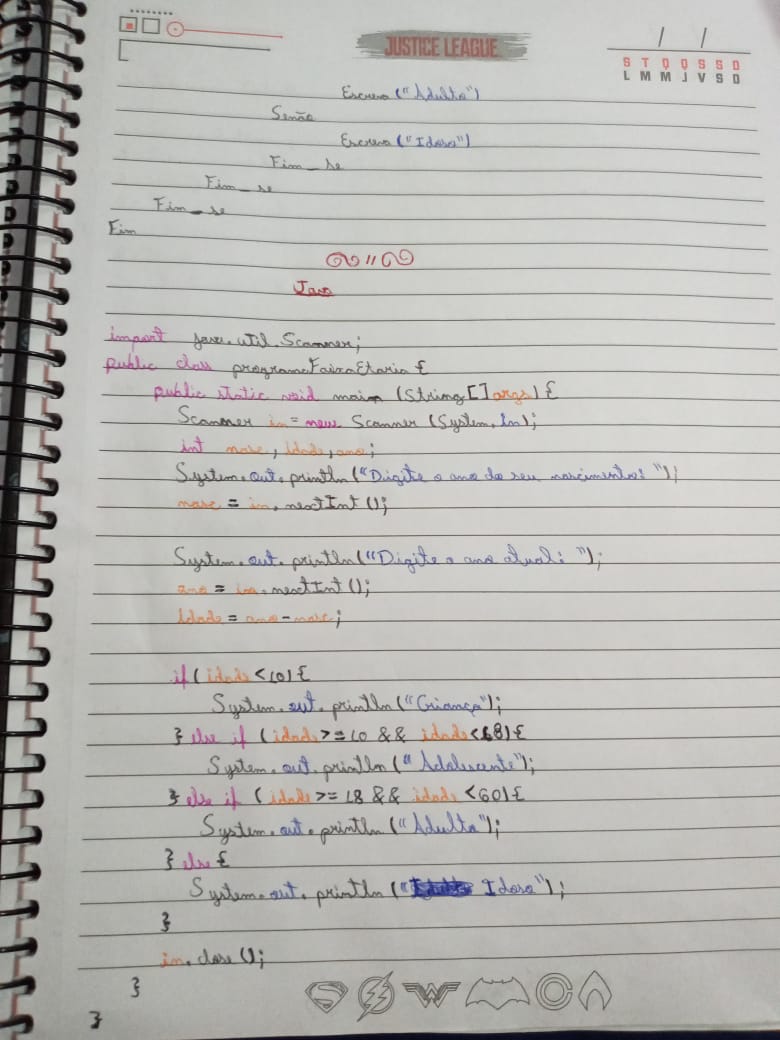 JUSTICE LEAGUE
S T Q Q S S D
L M M J V S D
Escreva ("Adulto")
Senão
Escreva ("Idoso")
Fim_se
Fim_se
Fim_se
Fim
Java
import java.util.Scanner;
public class programaFaixaEtaria {
public static void main (String[] args) {
Scanner in = new Scanner (System.In);
int nasc, Idade, ano;
System.out.println ("Digite o ano do seu nascimento: ");
nasc = in.nextInt ();
System.out.println ("Digite o ano atual: ");
ano = in.nextInt ();
Idade = ano - nasc;
if ( idade < 10) {
System.out.println ("Criança");
} else if ( idade >= 10 && idade < 18) {
System.out.println ("Adolescente");
} else if ( idade >= 18 && idade < 60) {
System.out.println ("Adulto");
} else {
System.out.println (" Idoso");
}
in.close ();
}
}